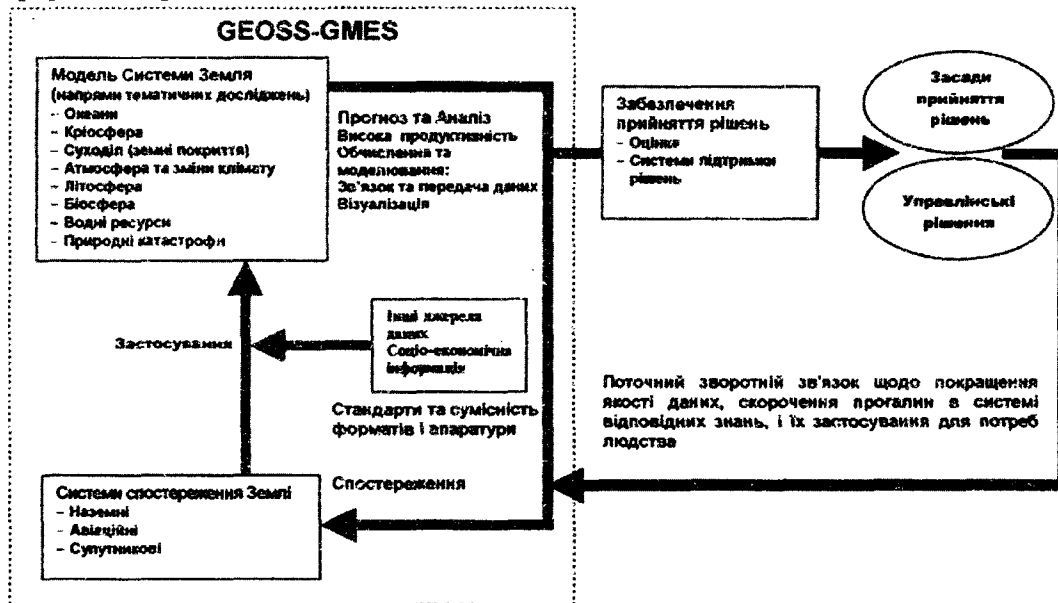 GEOSS-GMES
Модель Системи Земля
(напрями тематичних досліджень)
– Океани
– Кріосфера
– Суходіл (земні покриття)
– Атмосфера та зміни клімату
– Літосфера
– Біосфера
– Водні ресурси
– Природні катастрофи
Прогноз та Аналіз
Висока продуктивність
Обчислення та
моделювання:
Зв'язок та передача даних
Візуалізація
Забезпечення
прийняття рішень
– Оцінка
– Системи підтримки
рішень
Засади
прийняття
рішень
Управлінські
рішення
Застосування
Інші джерела
даних
Соціо-економічна
інформація
Стандарти та сумісність
форматів і апаратури
Поточний зворотній зв'язок щодо покращення
якості даних, скорочення прогалин в системі
відповідних знань, і їх застосування для потреб
людства
Спостереження
Системи спостереження Землі
– Наземні
– Авіаційні
– Супутникові